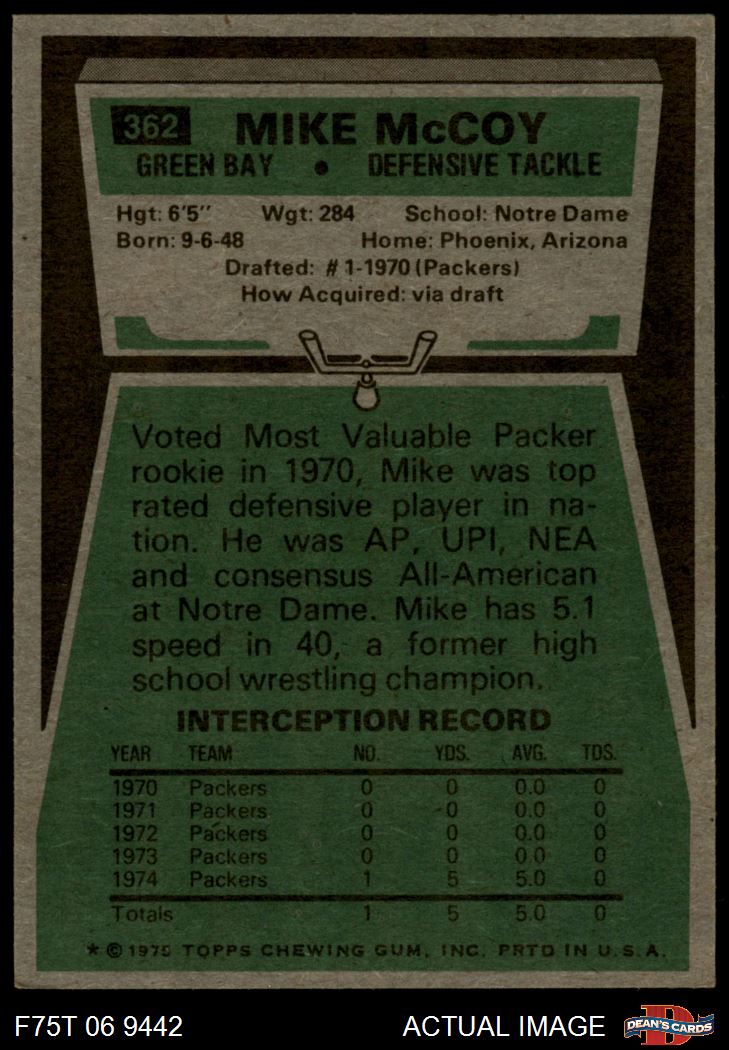 362 MIKE McCOY
GREEN BAY • DEFENSIVE TACKLE
Hgt: 6'5" Wgt: 284 School: Notre Dame
Born: 9-6-48 Home: Phoenix, Arizona
Drafted: #1-1970 (Packers)
How Acquired: via draft
Voted Most Valuable Packer
rookie in 1970, Mike was top
rated defensive player in na-
tion. He was AP, UPI, NEA
and consensus All-American
at Notre Dame. Mike has 5.1
speed in 40, a former high
school wrestling champion.
INTERCEPTION RECORD
YEAR TEAM NO. YDS. AVG. TDS.
1970 Packers 0 0 0.0 0
1971 Packers 0 0 0.0 0
1972 Packers 0 0 0.0 0
1973 Packers 0 0 0 0 0
1974 Packers 1 5 5.0 0
Totals 1 5 5.0 0
* © 1975 TOPPS CHEWING GUM, INC. PRTD IN U.S.A.
F75T 06 9442 ACTUAL IMAGE DEAN'S CARDS